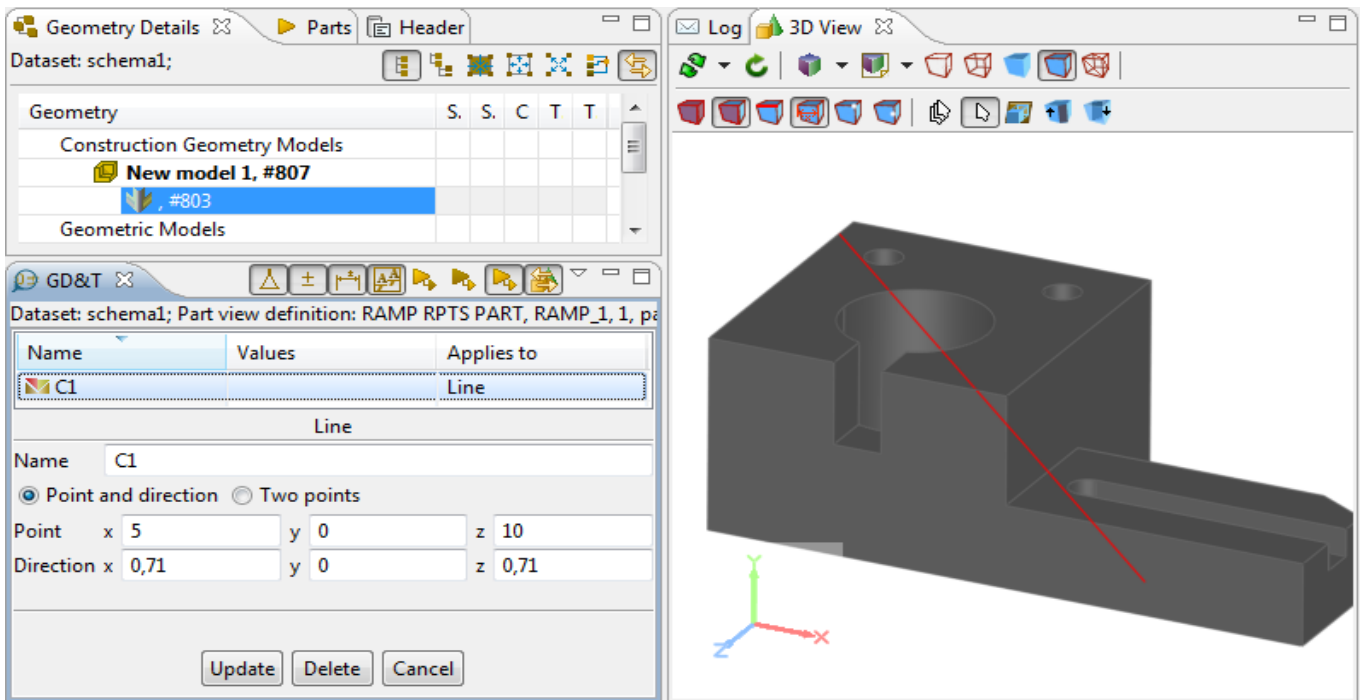 Geometry Details Parts Header
Dataset: schema1;
Geometry S. S. C T T
Construction Geometry Models
New model 1, #807
, #803
Geometric Models
GD&T
Dataset: schema1; Part view definition: RAMP RPTS PART, RAMP_1, 1, pa
Name Values Applies to
C1 Line
Line
Name C1
Point and direction Two points
Point x 5 y 0 z 10
Direction x 0,71 y 0 z 0,71
Update Delete Cancel
Log 3D View
Y
X
Z